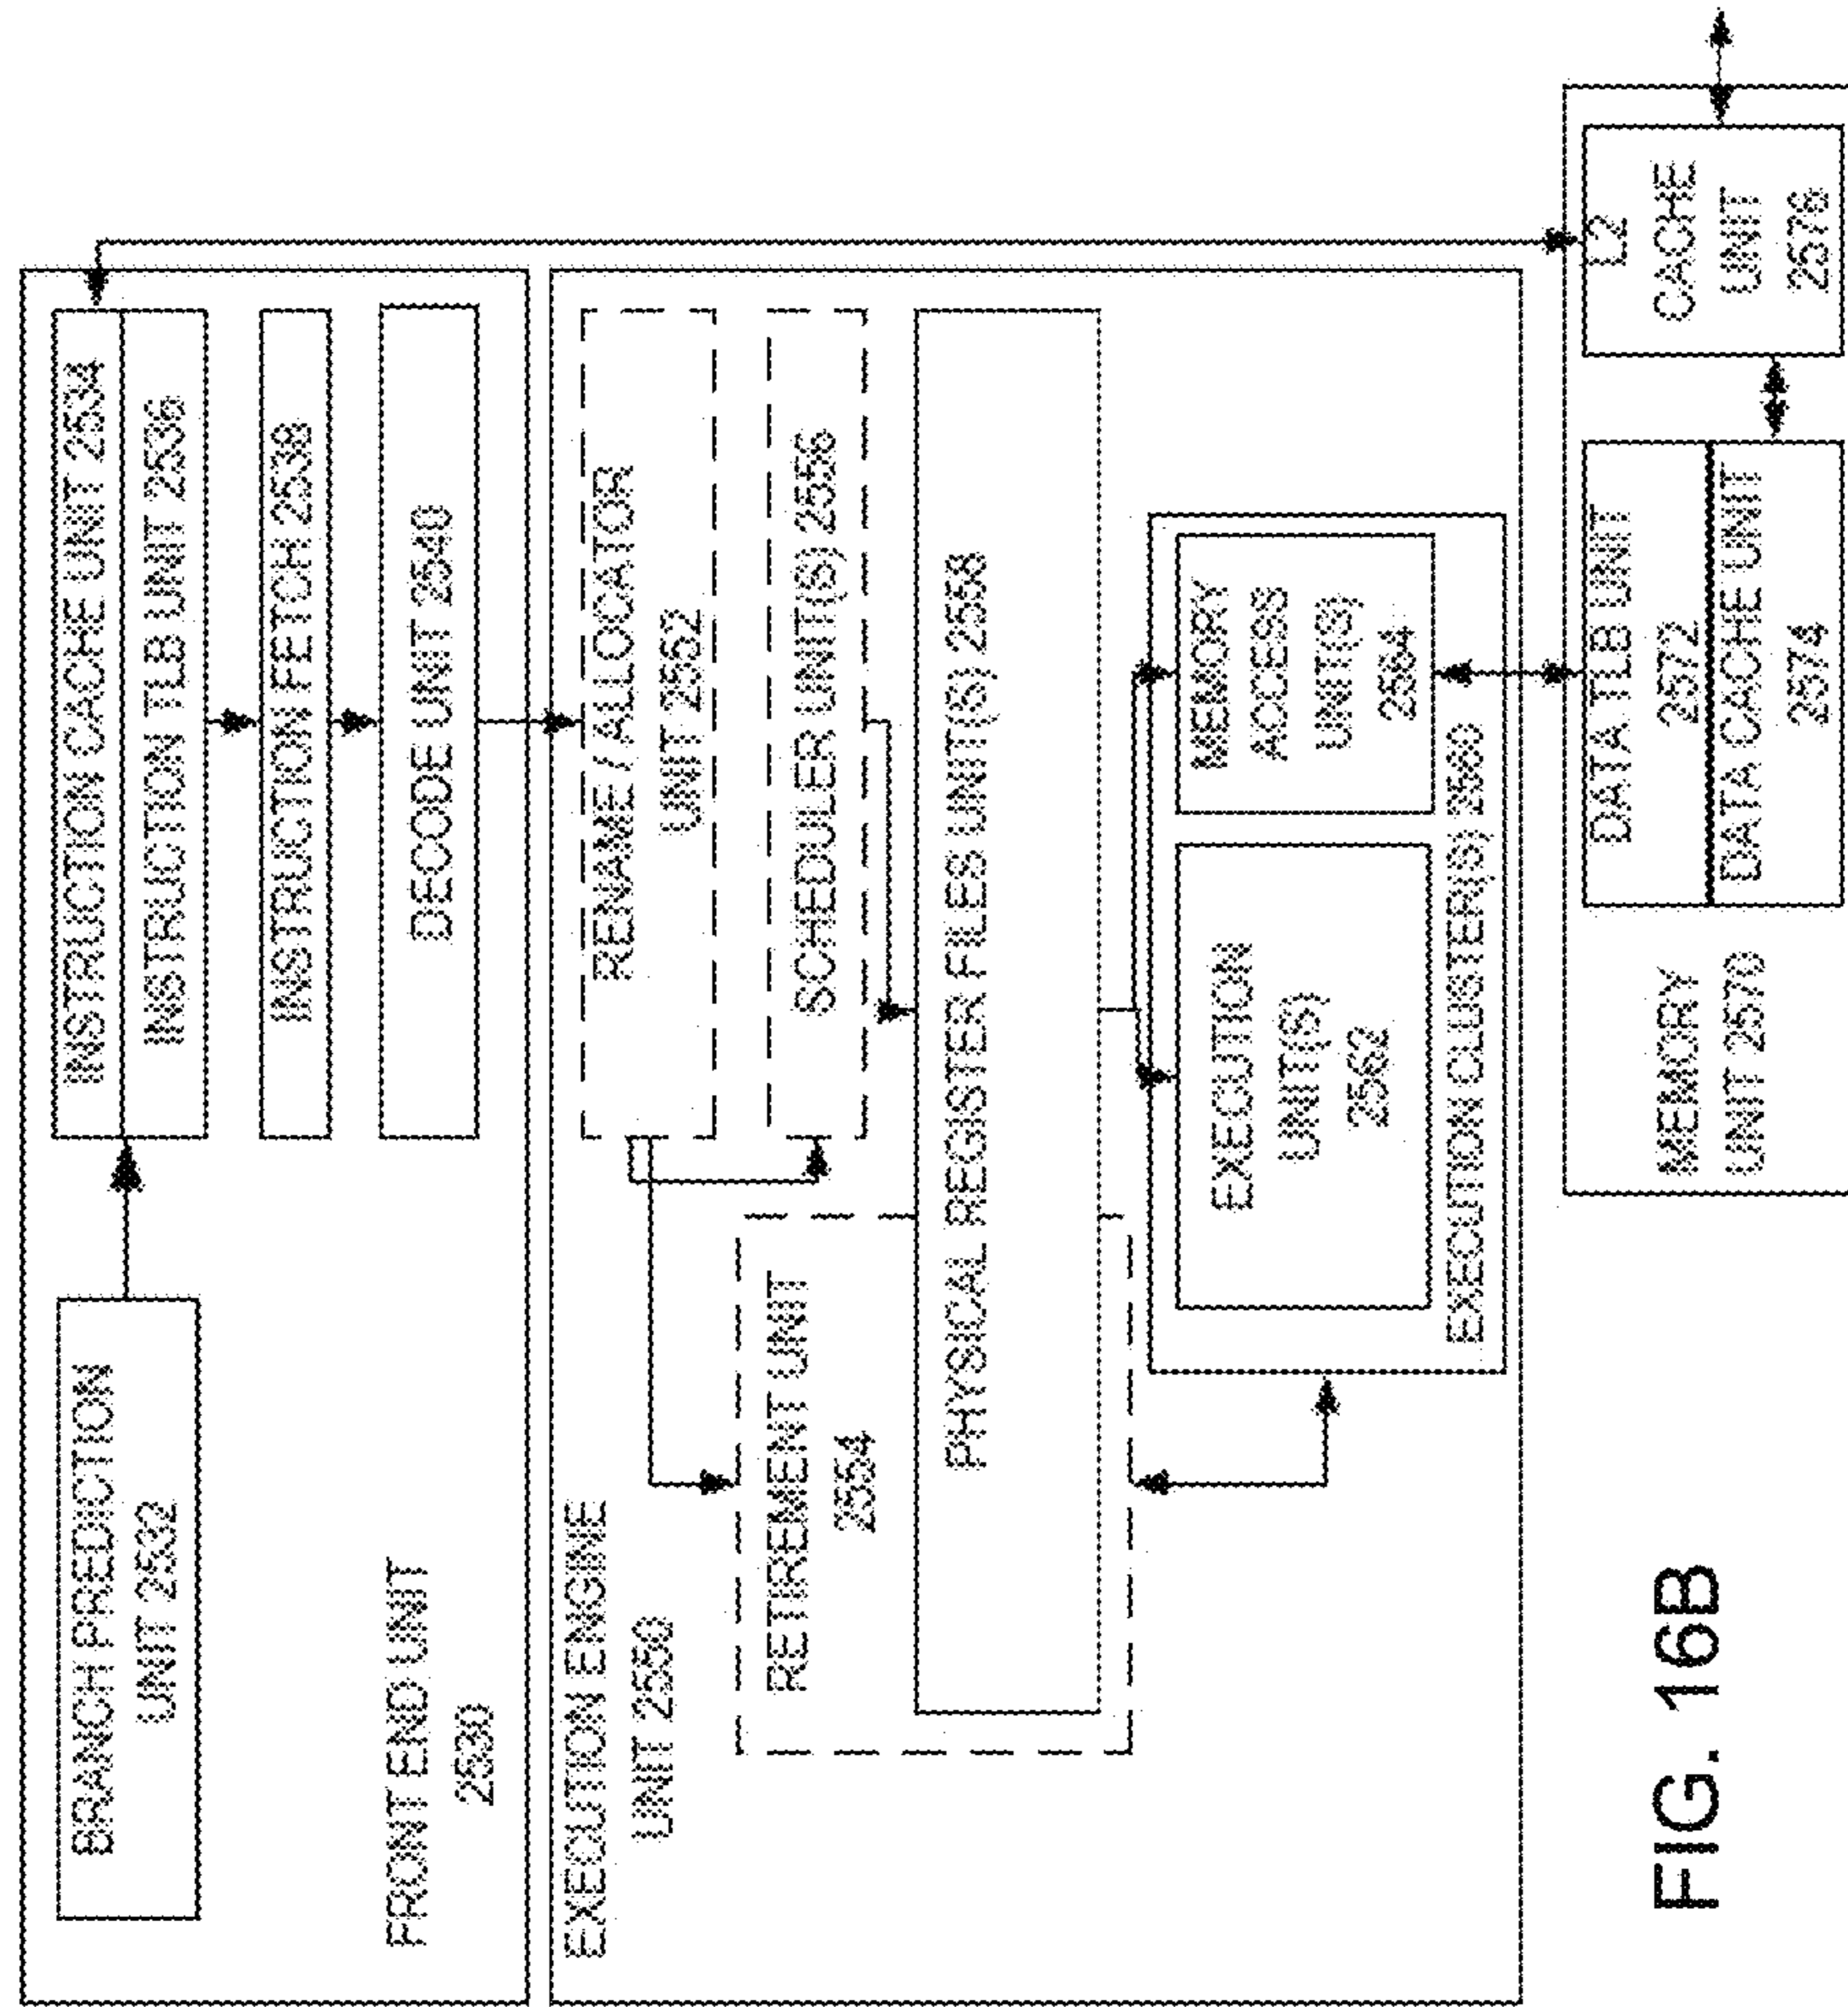 BRANCH PREDICTION
UNIT 2532
INSTRUCTION CACHE UNIT 2534
INSTRUCTION TLB UNIT 2536
INSTRUCTION FETCH 2538
DECODE UNIT 2540
FRONT END UNIT
2530
EXECUTION ENGINE
UNIT 2550
RENAME / ALLOCATOR
UNIT 2552
RETIREMENT UNIT
2554
SCHEDULER UNIT(S) 2556
PHYSICAL REGISTER FILES UNIT(S) 2558
EXECUTION
UNIT(S)
2562
MEMORY
ACCESS
UNIT(S)
2564
EXECUTION CLUSTER(S) 2560
MEMORY
UNIT 2570
DATA TLB UNIT
2572
DATA CACHE UNIT
2574
L2
CACHE
UNIT
2576
FIG. 16B